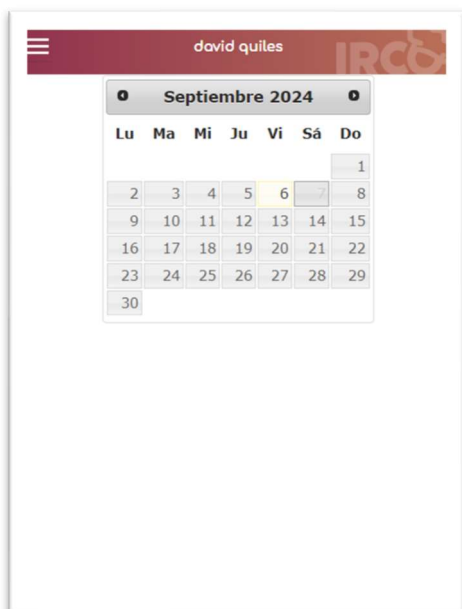 david quiles
IRCO
Septiembre 2024
Lu Ma Mi Ju Vi Sá Do
1
2 3 4 5 6 7 8
9 10 11 12 13 14 15
16 17 18 19 20 21 22
23 24 25 26 27 28 29
30